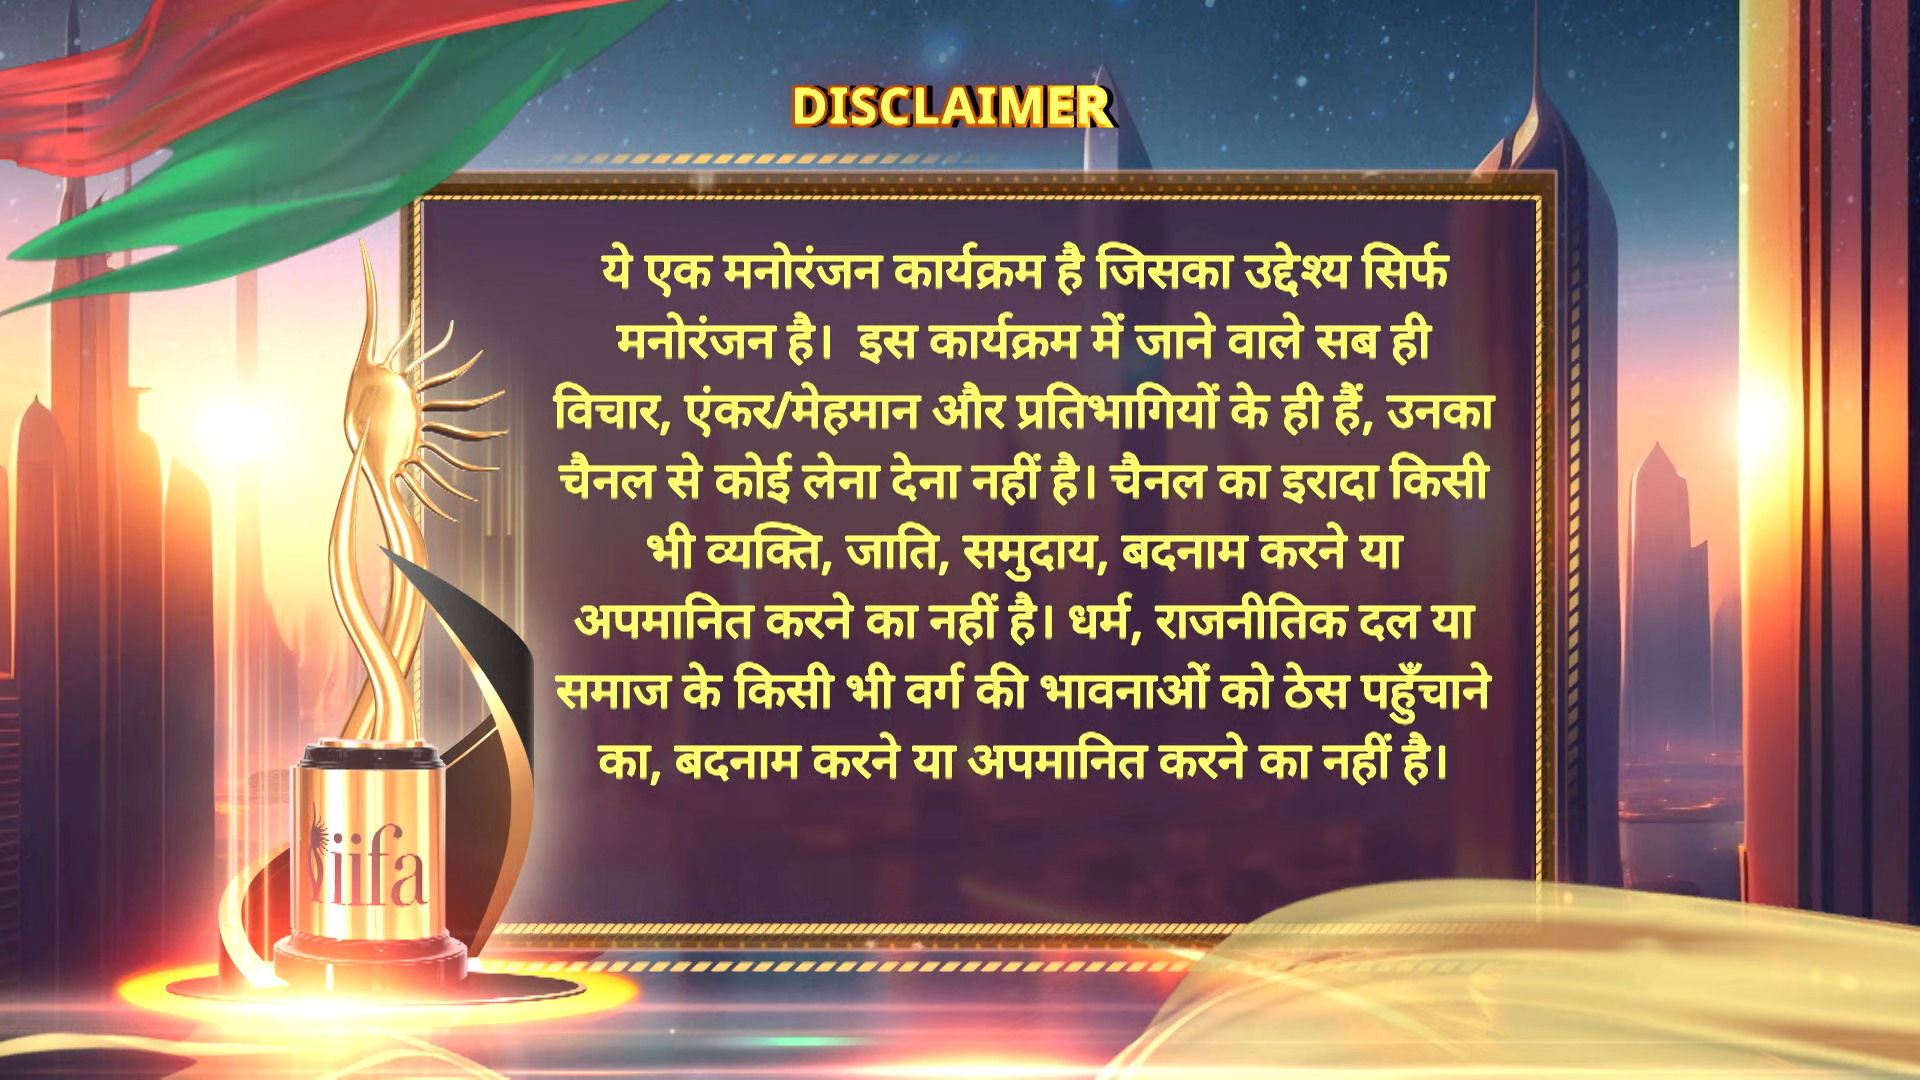 DISCLAIMER
ये एक मनोरंजन कार्यक्रम है जिसका उद्देश्य सिर्फ
मनोरंजन है।  इस कार्यक्रम में जाने वाले सब ही
विचार, एंकर/मेहमान और प्रतिभागियों के ही हैं, उनका
चैनल से कोई लेना देना नहीं है। चैनल का इरादा किसी
भी व्यक्ति, जाति, समुदाय, बदनाम करने या
अपमानित करने का नहीं है। धर्म, राजनीतिक दल या
समाज के किसी भी वर्ग की भावनाओं को ठेस पहुँचाने
का, बदनाम करने या अपमानित करने का नहीं है।
iifa